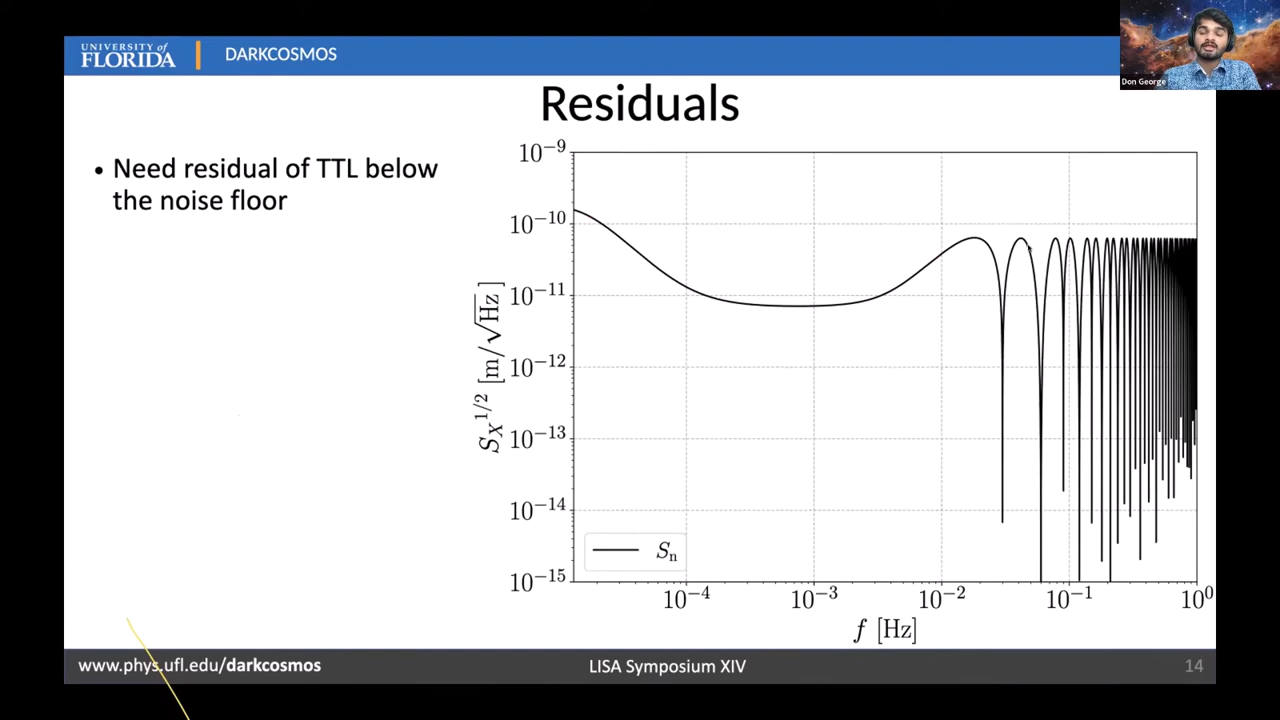 UNIVERSITY of
FLORIDA
DARKCOSMOS
Don George
Residuals
• Need residual of TTL below
the noise floor
10⁻⁹
10⁻¹⁰
10⁻¹¹
10⁻¹²
10⁻¹³
10⁻¹⁴
10⁻¹⁵
S_X^{1/2} [m/√Hz]
S_n
10⁻⁴
10⁻³
10⁻²
10⁻¹
10⁰
f [Hz]
www.phys.ufl.edu/darkcosmos
LISA Symposium XIV
14